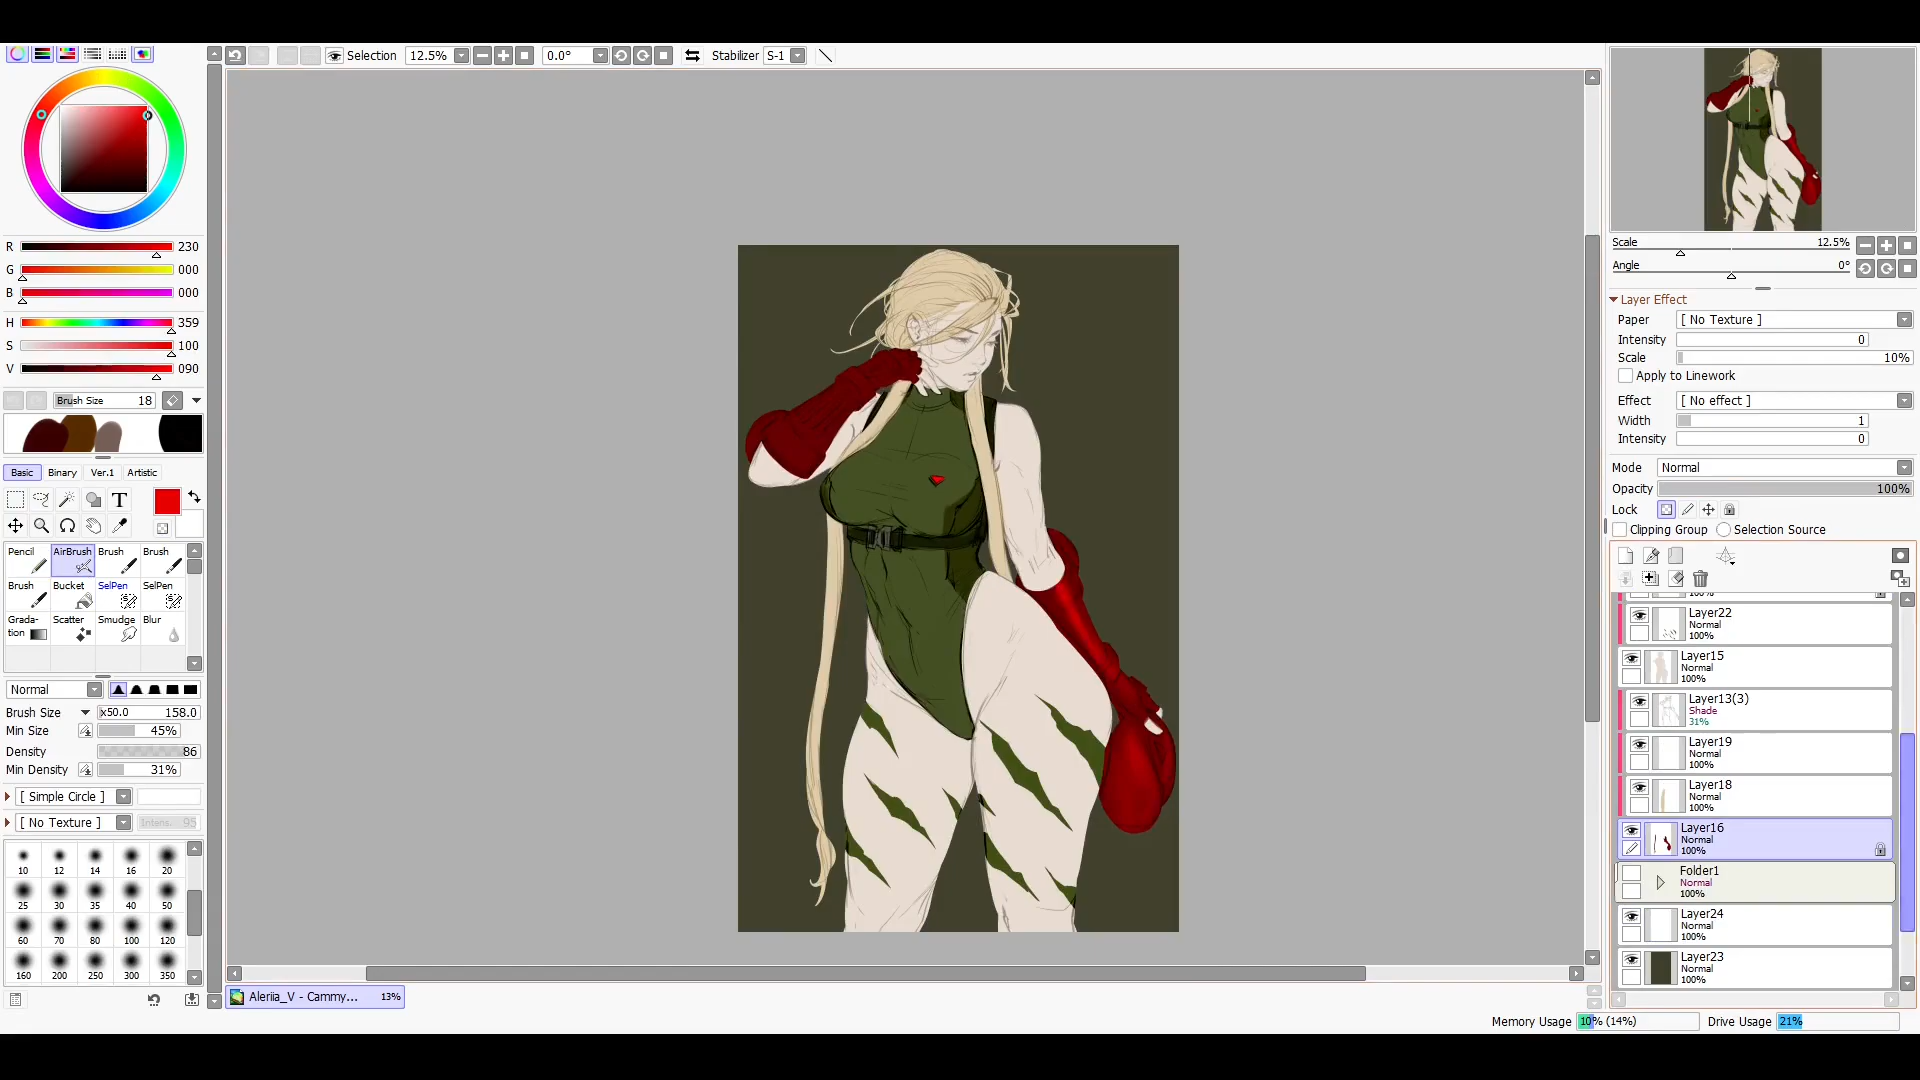 Selection
12.5%
0.0°
Stabilizer
S-1
R
230
G
000
B
000
H
359
S
100
V
090
Brush Size
18
Basic
Binary
Ver.1
Artistic
T
Pencil
AirBrush
Brush
Brush
Brush
Bucket
SelPen
SelPen
Grada-
tion
Scatter
Smudge
Blur
Normal
Brush Size
x50.0
158.0
Min Size
45%
Density
86
Min Density
31%
[ Simple Circle ]
[ No Texture ]
Intens.
95
10
12
14
16
20
25
30
35
40
50
60
70
80
100
120
160
200
250
300
350
Aleriia_V - Cammy...
13%
Scale
12.5%
Angle
0°
Layer Effect
Paper
[ No Texture ]
Intensity
0
Scale
10%
Apply to Linework
Effect
[ No effect ]
Width
1
Intensity
0
Mode
Normal
Opacity
100%
Lock
Clipping Group
Selection Source
100%
Layer22
Normal
100%
Layer15
Normal
100%
Layer13(3)
Shade
31%
Layer19
Normal
100%
Layer18
Normal
100%
Layer16
Normal
100%
Folder1
Normal
100%
Layer24
Normal
100%
Layer23
Normal
100%
Memory Usage
10% (14%)
Drive Usage
21%